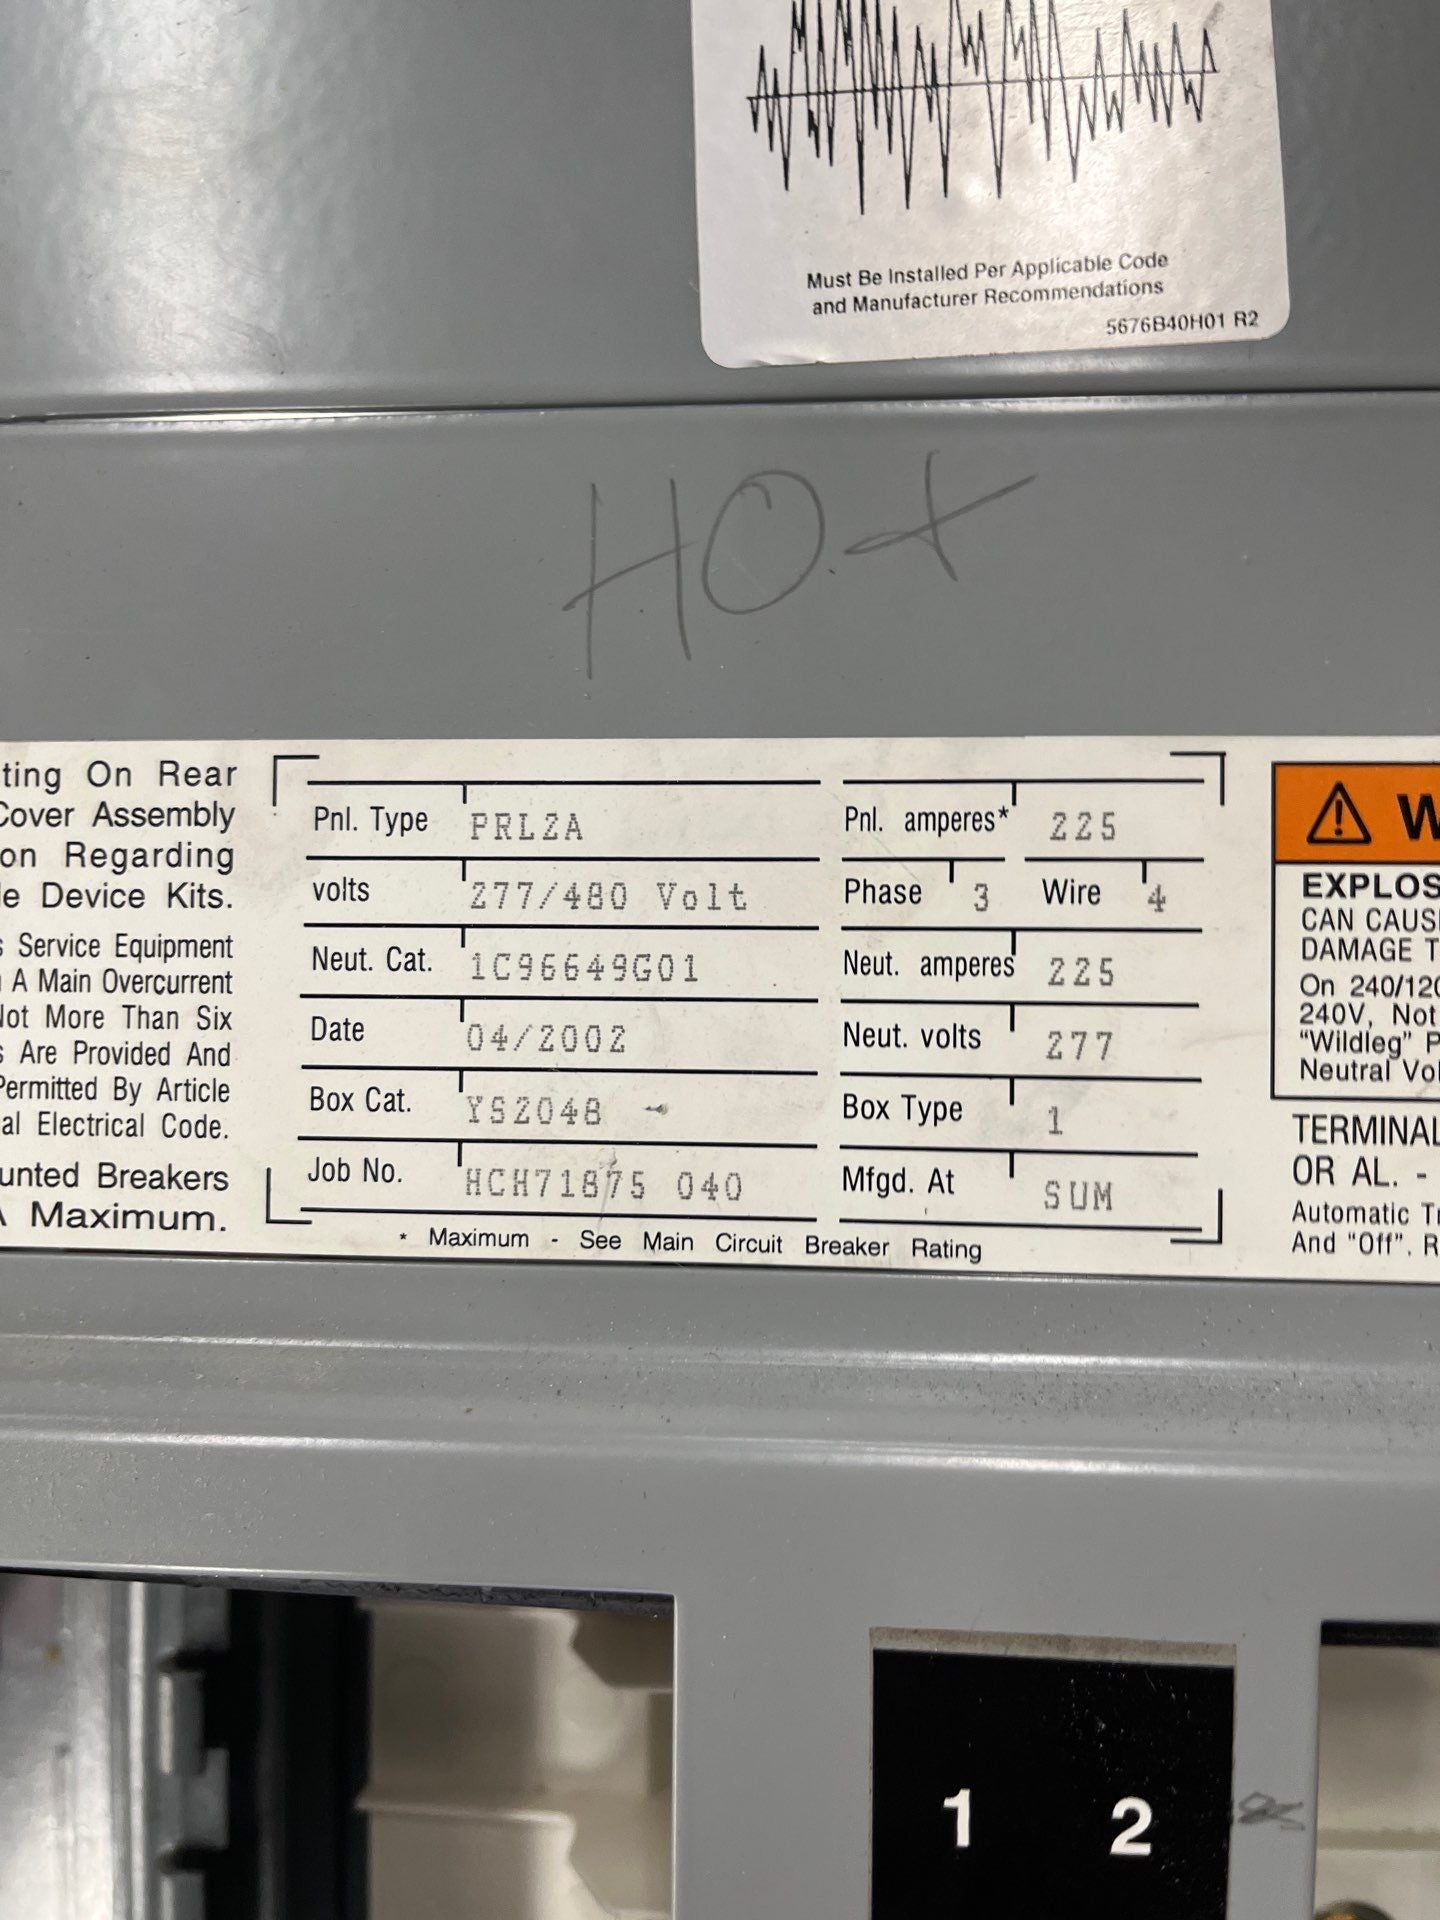 Must Be Installed Per Applicable Code
and Manufacturer Recommendations
5676B40H01 R2
HOt
ting On Rear
Cover Assembly
on Regarding
le Device Kits.
s Service Equipment
A Main Overcurrent
Not More Than Six
s Are Provided And
Permitted By Article
al Electrical Code.
unted Breakers
A Maximum.
Pnl. Type PRL2A
volts 277/480 Volt
Neut. Cat. 1C96649G01
Date 04/2002
Box Cat. YS2048 -
Job No. HCH71875 040
Pnl. amperes* 225
Phase 3 Wire 4
Neut. amperes 225
Neut. volts 277
Box Type 1
Mfgd. At SUM
* Maximum - See Main Circuit Breaker Rating
W
EXPLOS
CAN CAUS
DAMAGE T
On 240/120
240V, Not
"Wildleg" P
Neutral Vol
TERMINAL
OR AL. -
Automatic Tr
And "Off". R
1 2